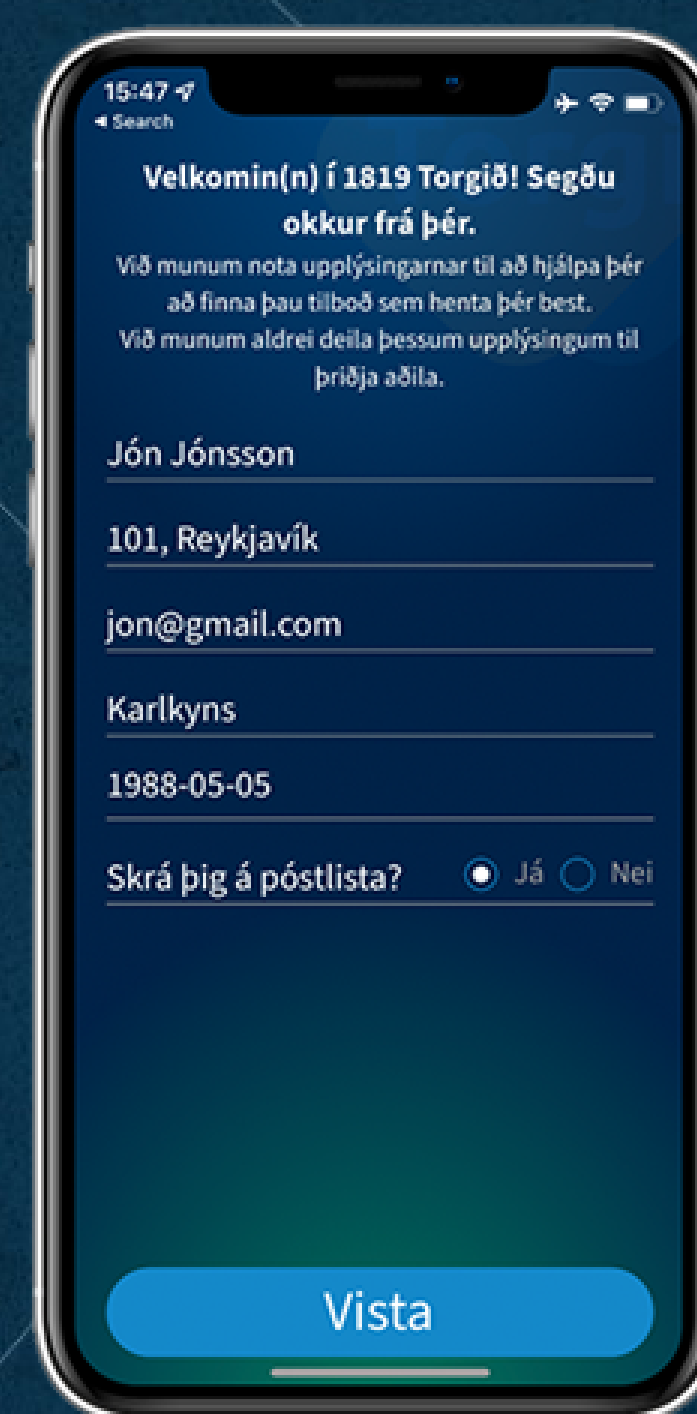 15:47
Search
Velkomin(n) í 1819 Torgið! Segðu
okkur frá þér.
Við munum nota upplýsingarnar til að hjálpa þér
að finna þau tilboð sem henta þér best.
Við munum aldrei deila þessum upplýsingum til
þriðja aðila.
Jón Jónsson
101, Reykjavík
jon@gmail.com
Karlkyns
1988-05-05
Skrá þig á póstlista? Já Nei
Vista